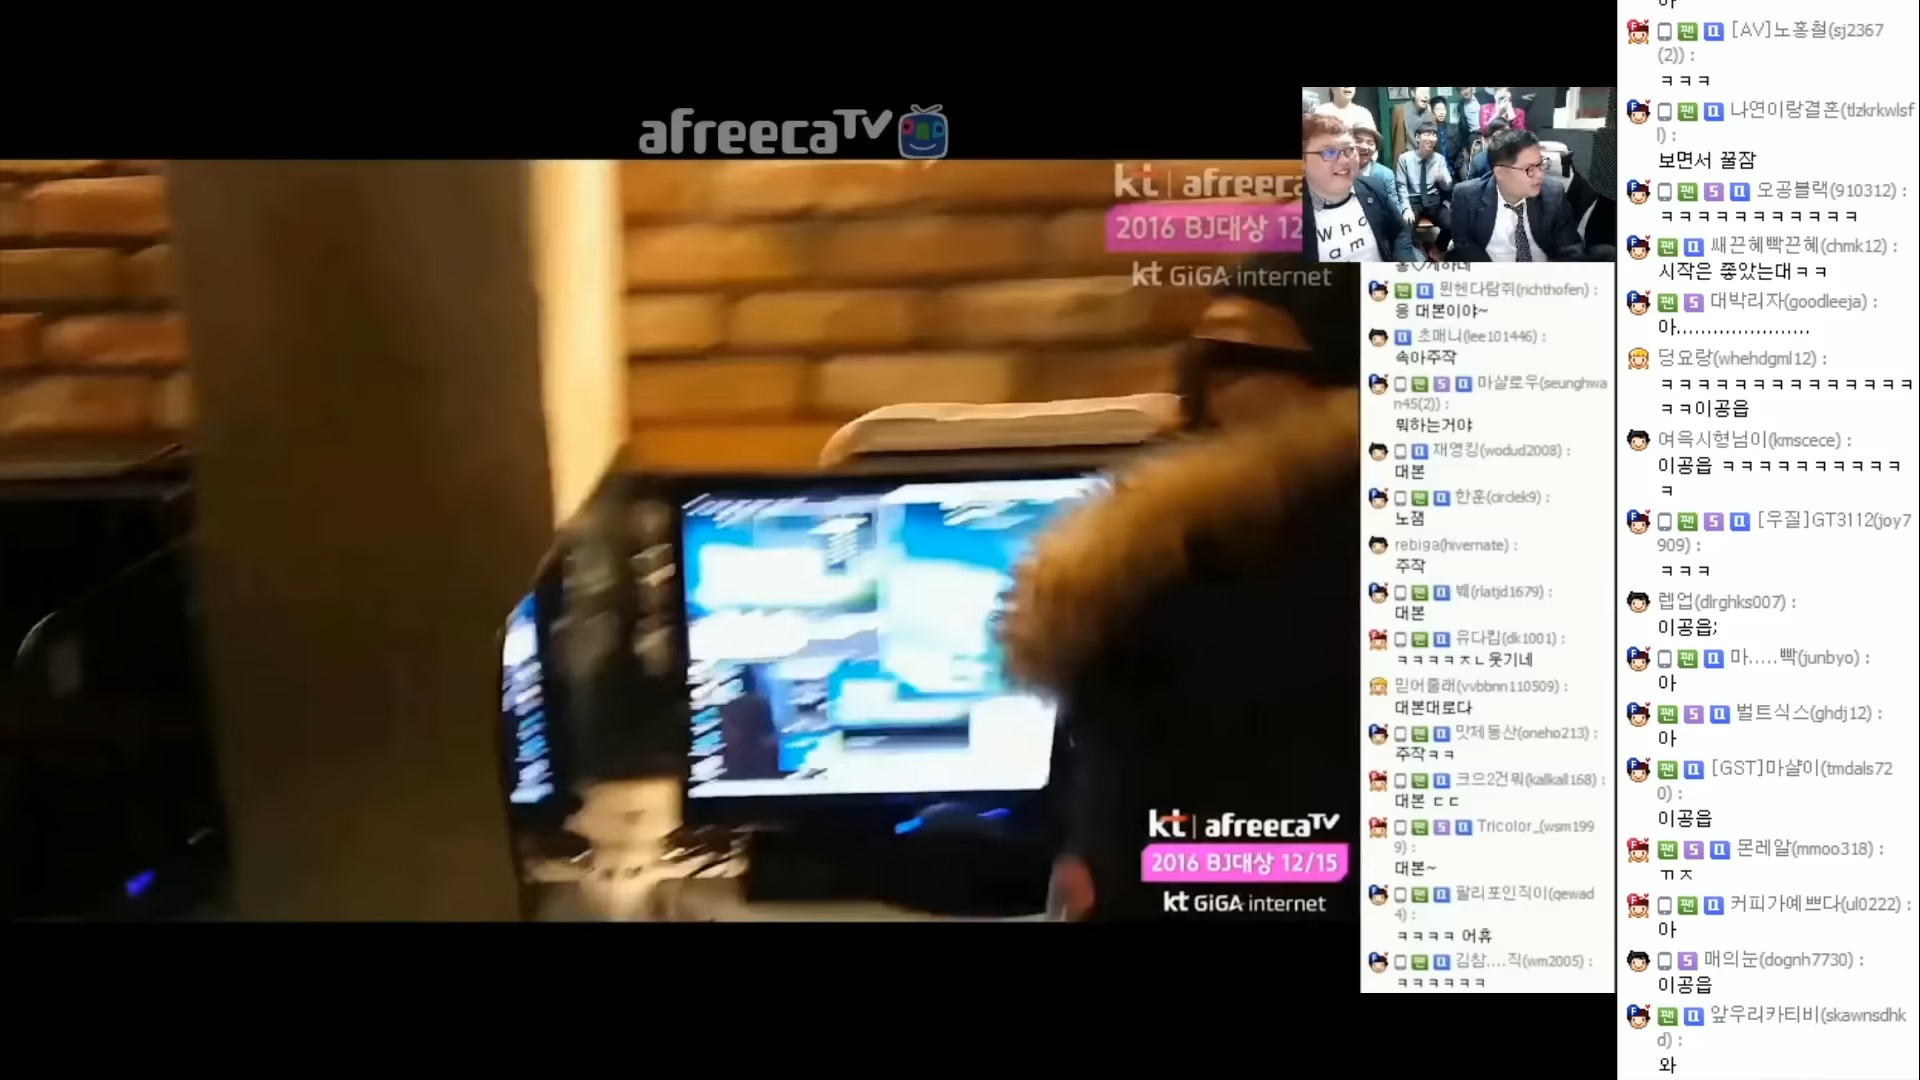 afreecaTV
kt | afreeca
2016 BJ대상 12
kt GiGA internet
Who
am
kt | afreecaTV
2016 BJ대상 12/15
kt GiGA internet
뮌헨다람쥐(richthofen) :
응 대본이야~
초매니(lee101446) :
속아주작
마샬로우(seunghwa
n45(2)) :
뭐하는거야
재영킹(wodud2008) :
대본
한훈(circlek9) :
노잼
rebiga(hivernate) :
주작
붸(rlatjd1679) :
대본
유다킴(dk1001) :
ㅋㅋㅋㅋㅈㄴ웃기네
믿어줄래(vvbbnn110509) :
대본대로다
맛제동산(oneho213) :
주작ㅋㅋ
크으2건뭐(kallkall168) :
대본 ㄷㄷ
Tricolor_(wsm199
9) :
대본~
팔리포인직이(qewad
4) :
ㅋㅋㅋㅋ 어휴
김참....직(wm2005) :
ㅋㅋㅋㅋㅋㅋ
[AV]노홍철(sj2367
(2)) :
ㅋㅋㅋ
나연이랑결혼(tlzkrkwlsf
l) :
보면서 꿀잠
오공블랙(910312) :
ㅋㅋㅋㅋㅋㅋㅋㅋㅋㅋㅋ
쌔끈혜빡끈혜(chmk12) :
시작은 좋았는대ㅋㅋ
대박리자(goodleeja) :
아......................
딩요랑(whehdgml12) :
ㅋㅋㅋㅋㅋㅋㅋㅋㅋㅋㅋㅋㅋㅋ
ㅋㅋ이공읍
여윽시형님이(kmscece) :
이공읍 ㅋㅋㅋㅋㅋㅋㅋㅋㅋㅋ
ㅋ
[우질]GT3112(joy7
909) :
ㅋㅋㅋ
렙업(dlrghks007) :
이공읍;
마.....빡(junbyo) :
아
벌트식스(ghdj12) :
아
[GST]마샬이(tmdals72
0) :
이공읍
몬레알(mmoo318) :
ㄲㅈ
커피가예쁘다(ul0222) :
아
매의눈(dognh7730) :
이공읍
앞우리카티비(skawnsdhk
d) :
와